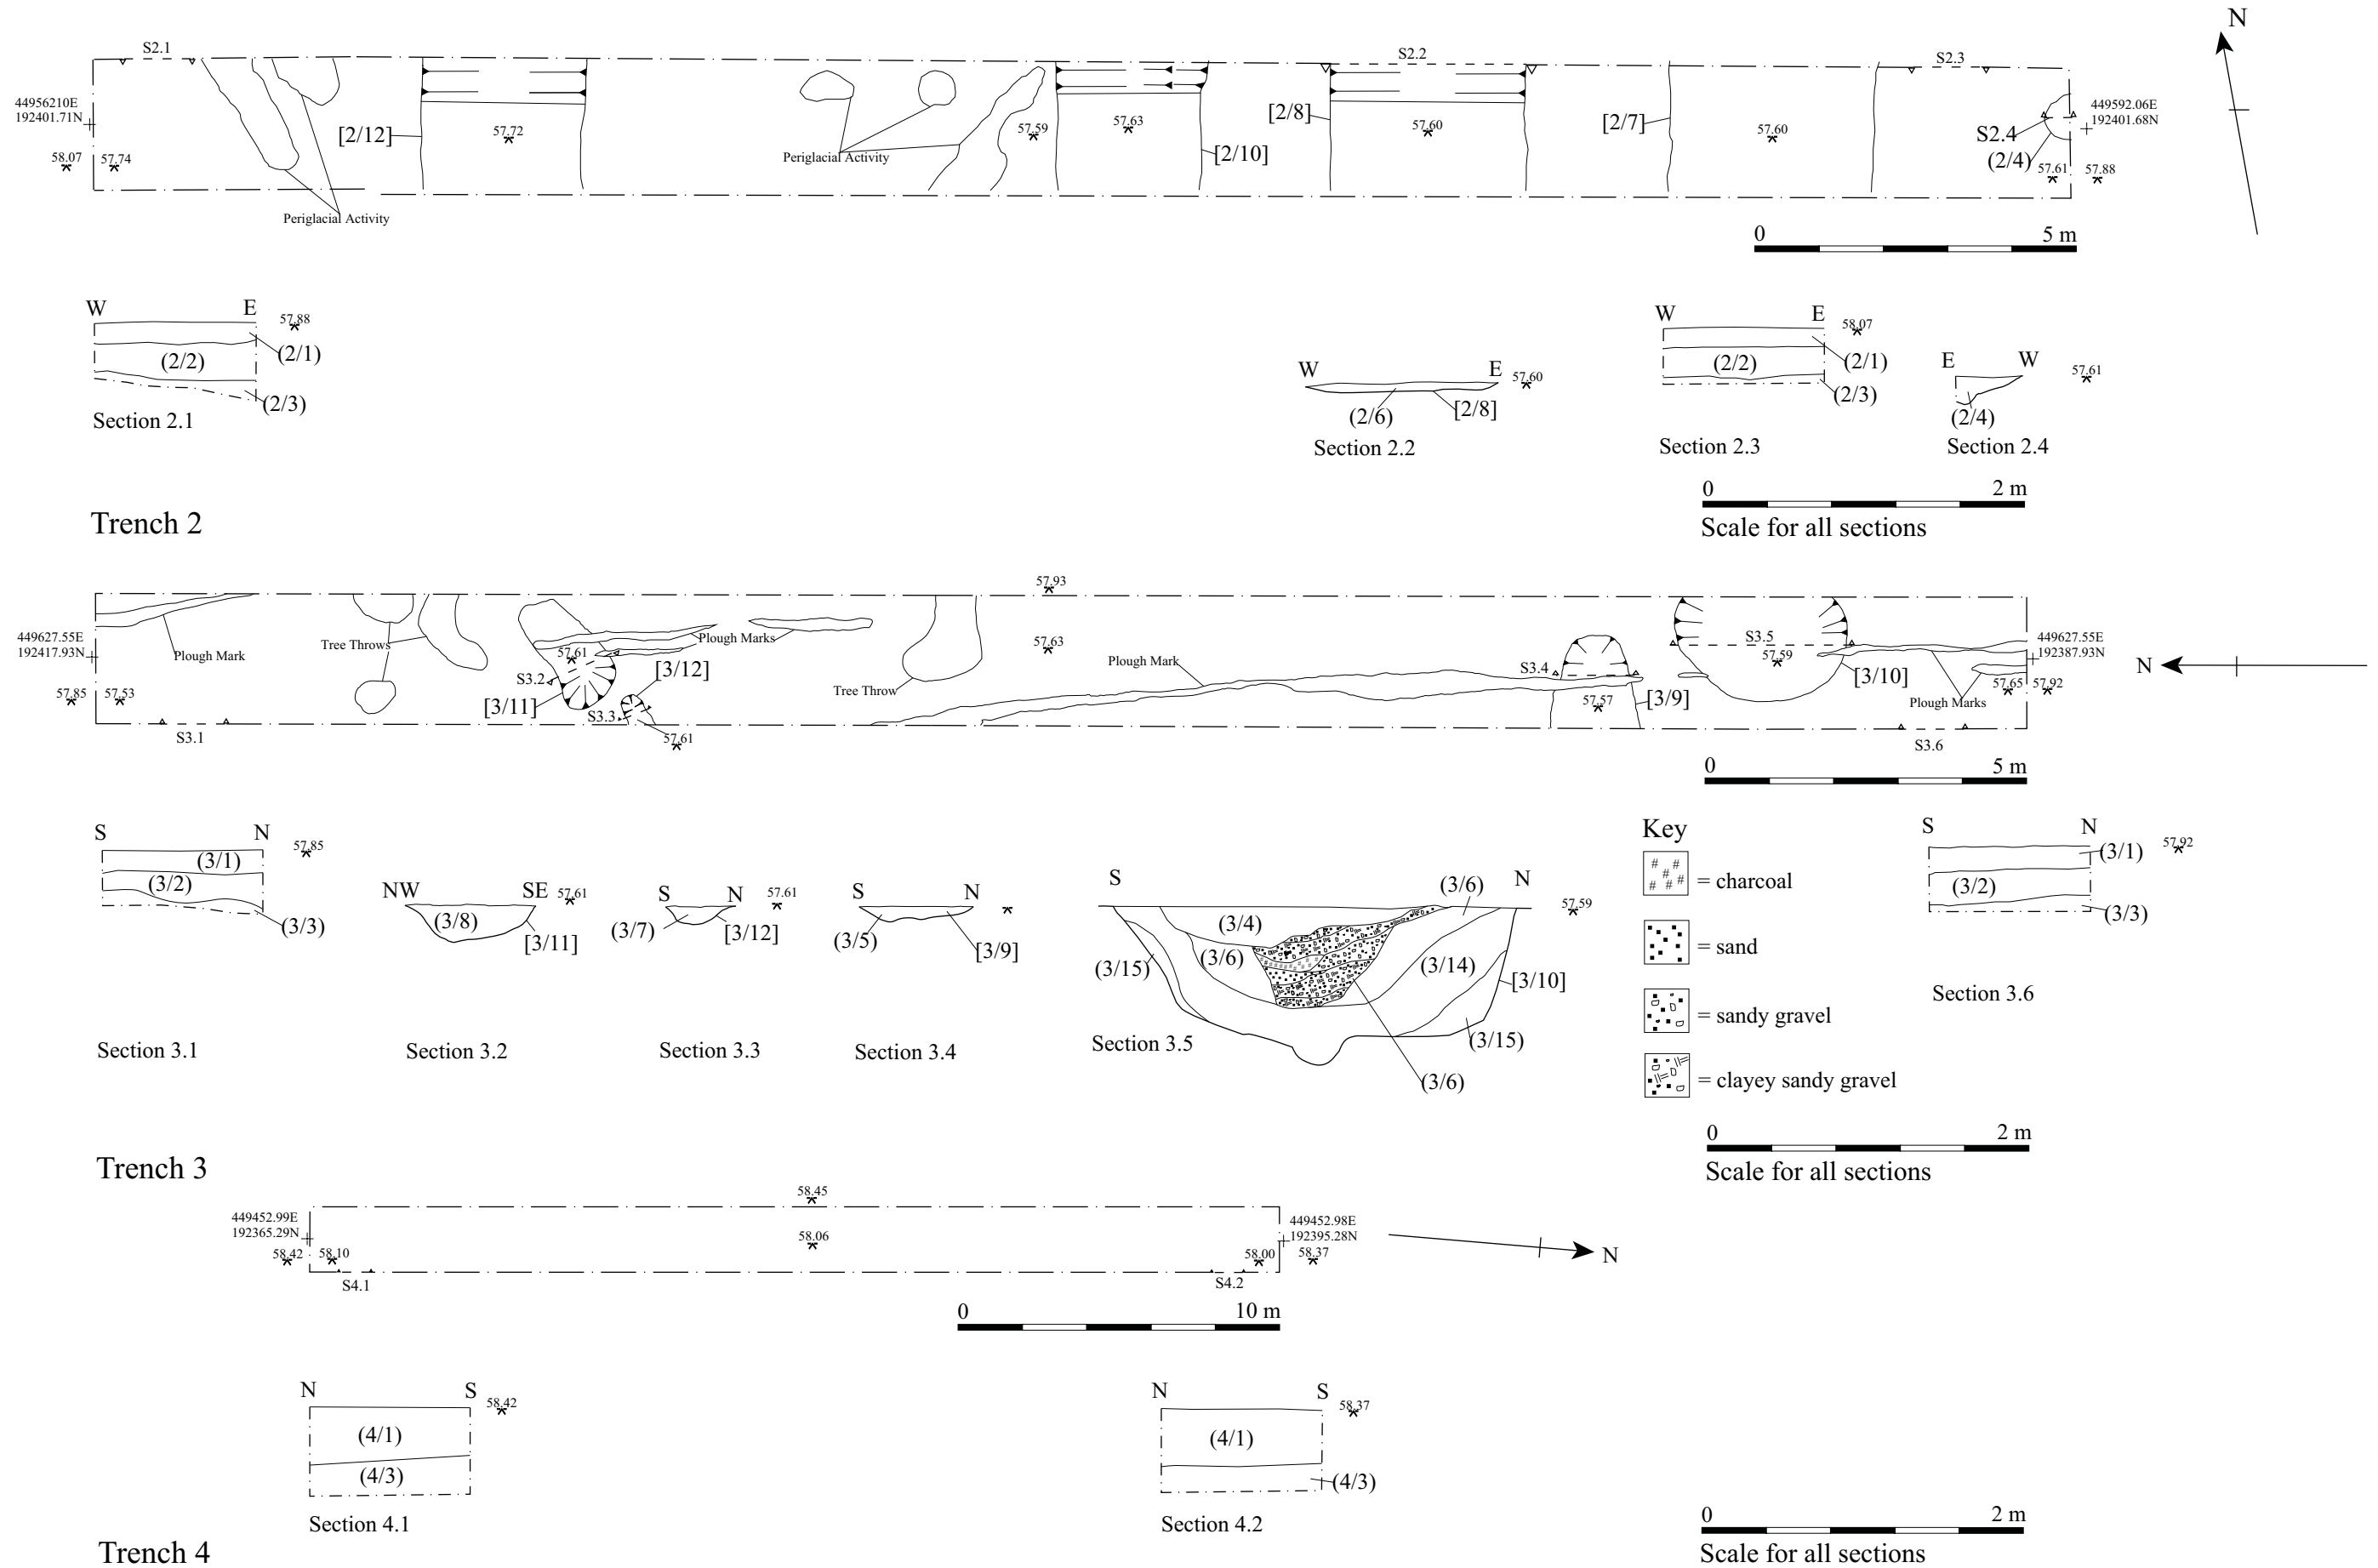 N
S2.1
S2.2
S2.3
44956210E
192401.71N
449592.06E
192401.68N
[2/12]
57.72
57.59
57.63
[2/10]
[2/8]
57.60
[2/7]
57.60
S2.4
(2/4)
58.07
57.74
Periglacial Activity
57.61
57.88
Periglacial Activity
0
5 m
W
E
57.88
(2/1)
(2/2)
(2/3)
Section 2.1
W
E
57.60
(2/6)
[2/8]
Section 2.2
W
E
58.07
(2/2)
(2/1)
(2/3)
Section 2.3
E
W
57.61
(2/4)
Section 2.4
0
2 m
Scale for all sections
Trench 2
57.93
449627.55E
192417.93N
Plough Mark
Tree Throws
57.61
Plough Marks
57.63
Plough Mark
S3.2
[3/12]
[3/11]
S3.3
57.61
Tree Throw
S3.4
57.57
[3/9]
S3.5
57.59
[3/10]
449627.55E
192387.93N
N
57.85
57.53
57.65
57.92
Plough Marks
S3.1
S3.6
0
5 m
S
N
57.85
(3/1)
(3/2)
(3/3)
Section 3.1
NW
SE
57.61
(3/8)
[3/11]
Section 3.2
S
N
57.61
(3/7)
[3/12]
Section 3.3
S
N
(3/5)
[3/9]
Section 3.4
S
N
(3/6)
57.59
(3/4)
(3/6)
(3/15)
(3/14)
[3/10]
(3/15)
(3/6)
Section 3.5
Key
# # # # # #
= charcoal
= sand
= sandy gravel
= clayey sandy gravel
S
N
57.92
(3/1)
(3/2)
(3/3)
Section 3.6
0
2 m
Scale for all sections
Trench 3
58.45
449452.99E
192365.29N
58.42
58.10
58.06
58.00
58.37
449452.98E
192395.28N
N
S4.1
S4.2
0
10 m
N
S
58.42
(4/1)
(4/3)
Section 4.1
N
S
58.37
(4/1)
(4/3)
Section 4.2
0
2 m
Scale for all sections
Trench 4